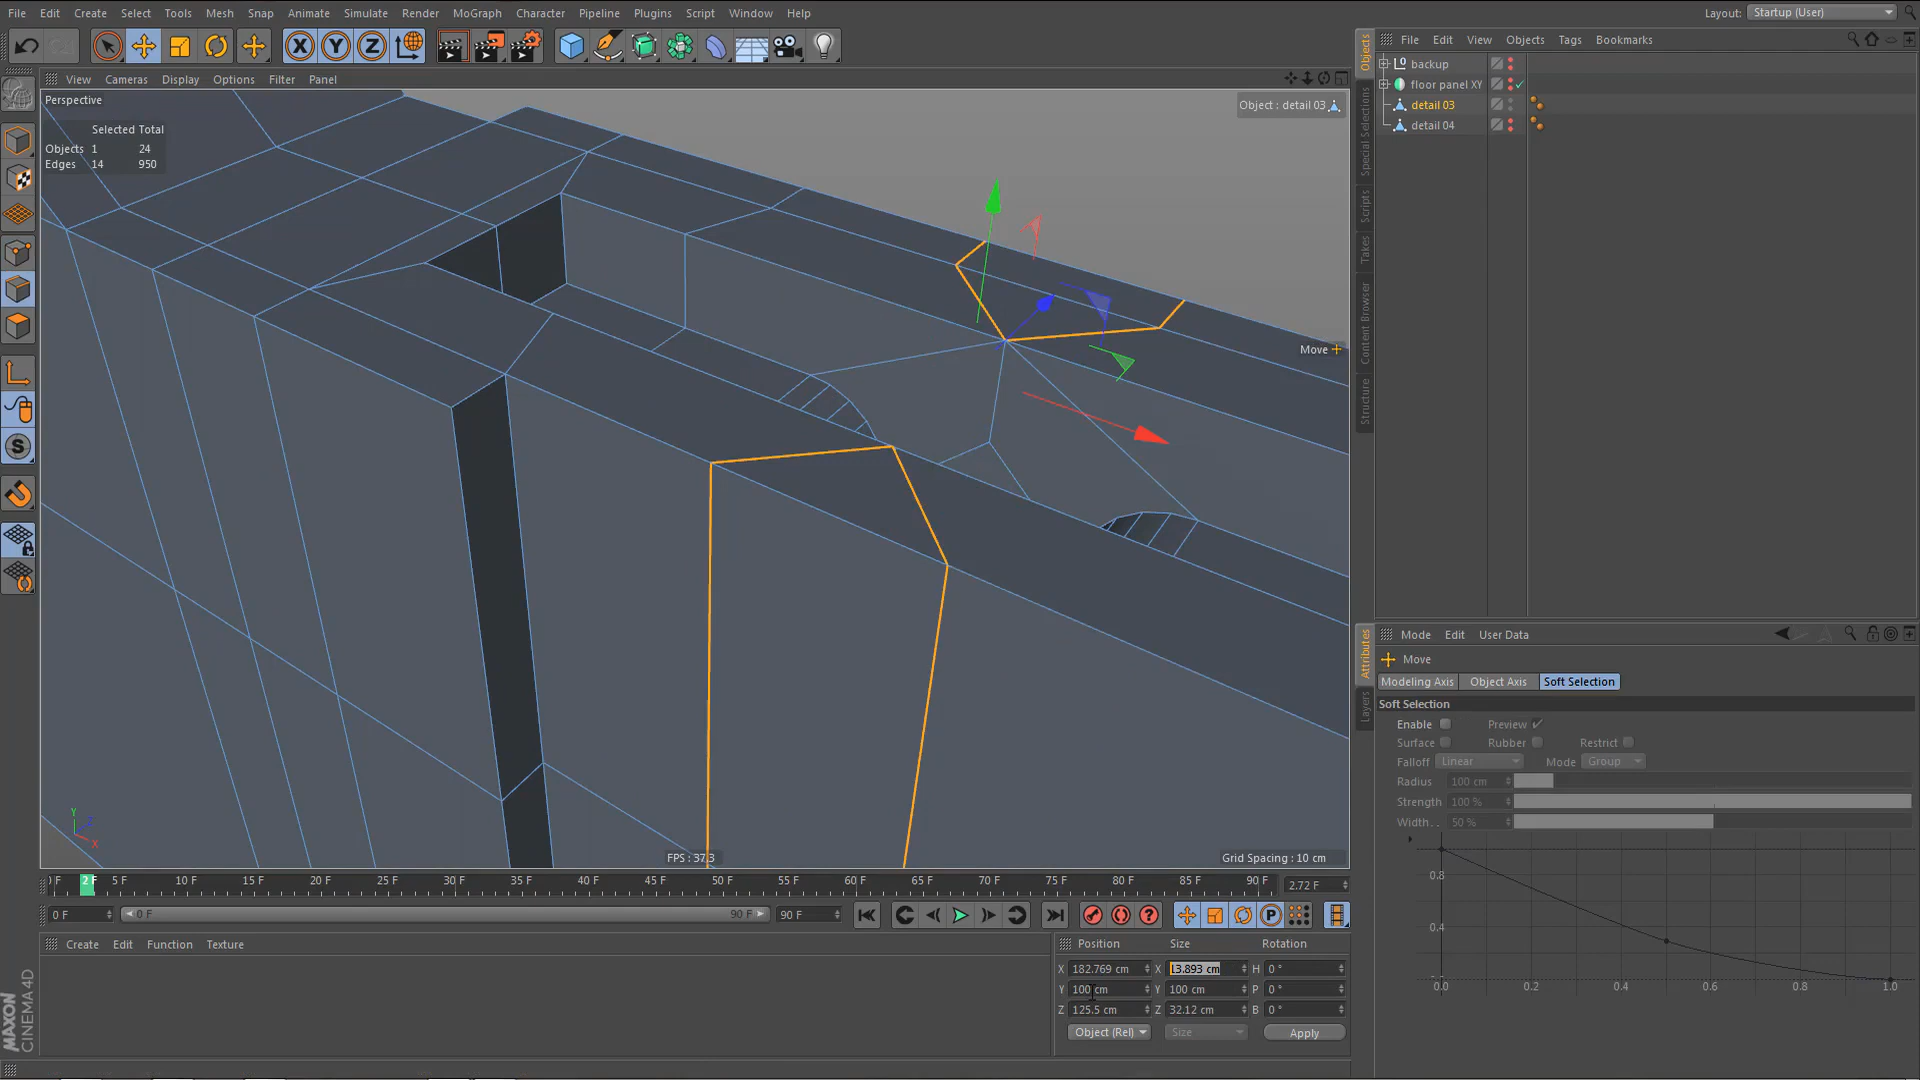 File Edit Create Select Tools Mesh Snap Animate Simulate Render MoGraph Character Pipeline Plugins Script Window Help
Layout: Startup (User)
View Cameras Display Options Filter Panel
Perspective
Object : detail 03
Selected Total
Objects 1 24
Edges 14 950
Move
Y
Z
X
FPS : 37.3
Grid Spacing : 10 cm
2 F 5 F 10 F 15 F 20 F 25 F 30 F 35 F 40 F 45 F 50 F 55 F 60 F 65 F 70 F 75 F 80 F 85 F 90 F 2.72 F
0 F 0 F 90 F 90 F
Create Edit Function Texture
MAXON CINEMA 4D
Position Size Rotation
X 182.769 cm X 13.893 cm H 0 °
Y 100 cm Y 100 cm P 0 °
Z 125.5 cm Z 32.12 cm B 0 °
Object (Rel) Size Apply
Objects
Special Selections
Scripts
Takes
Content Browser
Structure
File Edit View Objects Tags Bookmarks
backup
floor panel XY
detail 03
detail 04
Attributes
Layers
Mode Edit User Data
Move
Modeling Axis Object Axis Soft Selection
Soft Selection
Enable Preview
Surface Rubber Restrict
Falloff Linear Mode Group
Radius 100 cm
Strength 100 %
Width . . 50 %
0.8
0.4
0.0 0.2 0.4 0.6 0.8 1.0